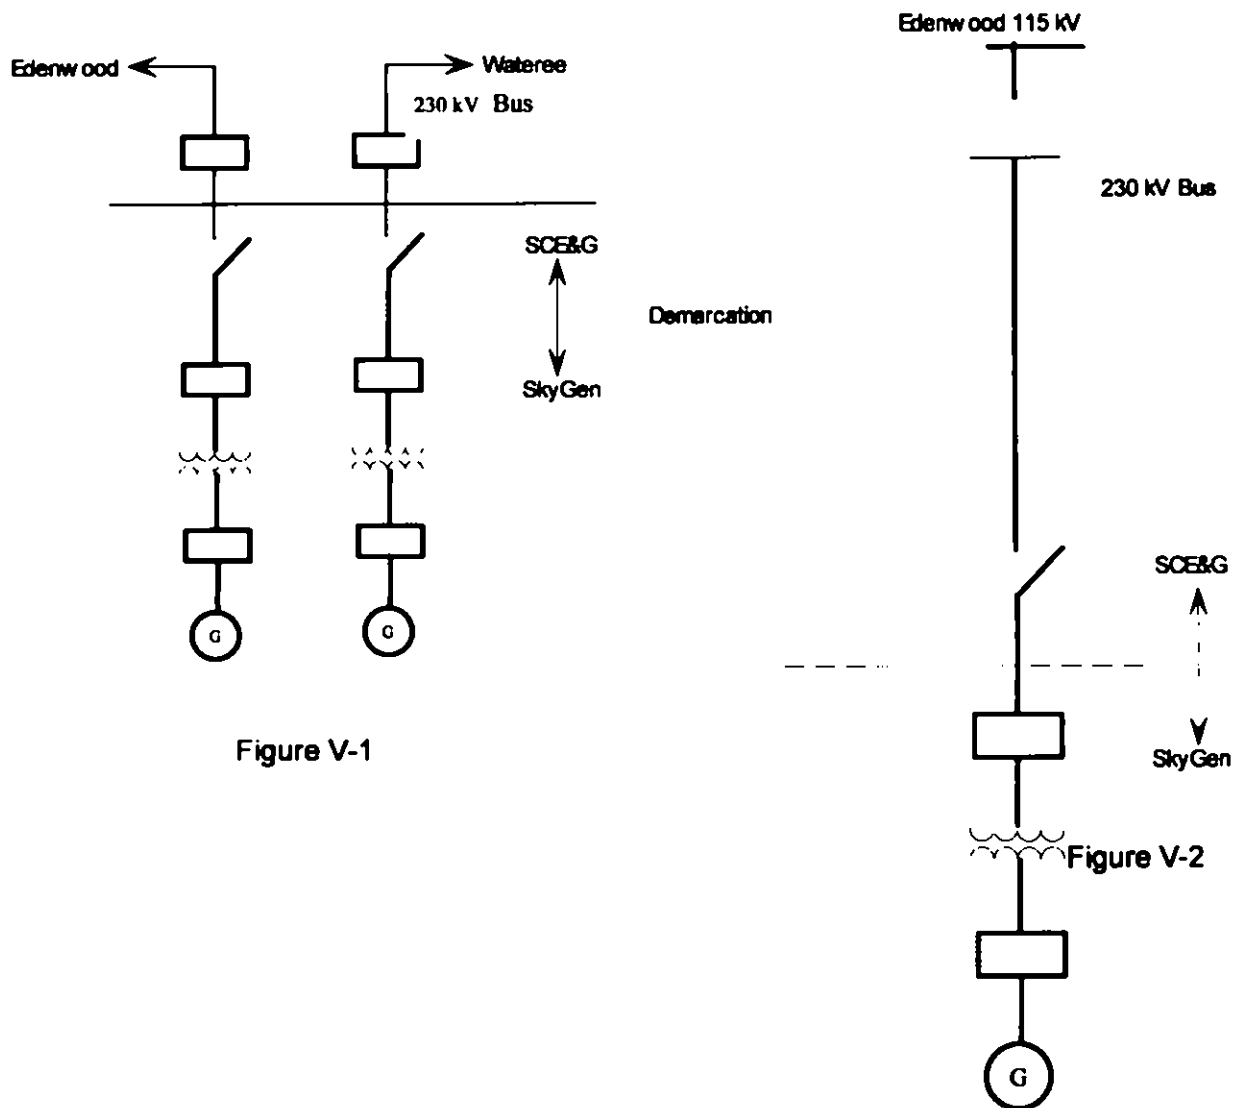 Edenwood
Wateree
230 kV Bus
SCE&G
Demarcation
SkyGen
G
G
Figure V-1
Edenwood 115 kV
230 kV Bus
SCE&G
SkyGen
Figure V-2
G